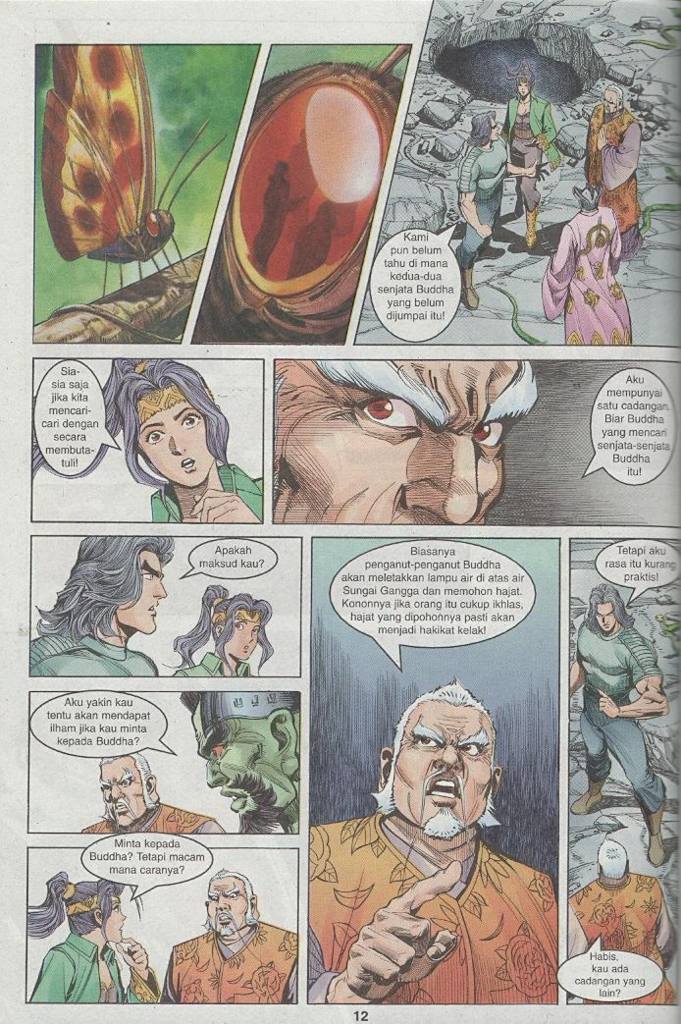 Kami
pun belum
tahu di mana
kedua-dua
senjata Buddha
yang belum
dijumpai itu!
Sia-
sia saja
jika kita
mencari-
cari dengan
secara
membuta-
tuli!
Aku
mempunyai
satu cadangan.
Biar Buddha
yang mencari
senjata-senjata
Buddha
itu!
Apakah
maksud kau?
Aku yakin kau
tentu akan mendapat
ilham jika kau minta
kepada Buddha?
Minta kepada
Buddha? Tetapi macam
mana caranya?
Biasanya
penganut-penganut Buddha
akan meletakkan lampu air di atas air
Sungai Gangga dan memohon hajat.
Kononnya jika orang itu cukup ikhlas,
hajat yang dipohonnya pasti akan
menjadi hakikat kelak!
Tetapi aku
rasa itu kurang
praktis!
Habis,
kau ada
cadangan yang
lain?
12